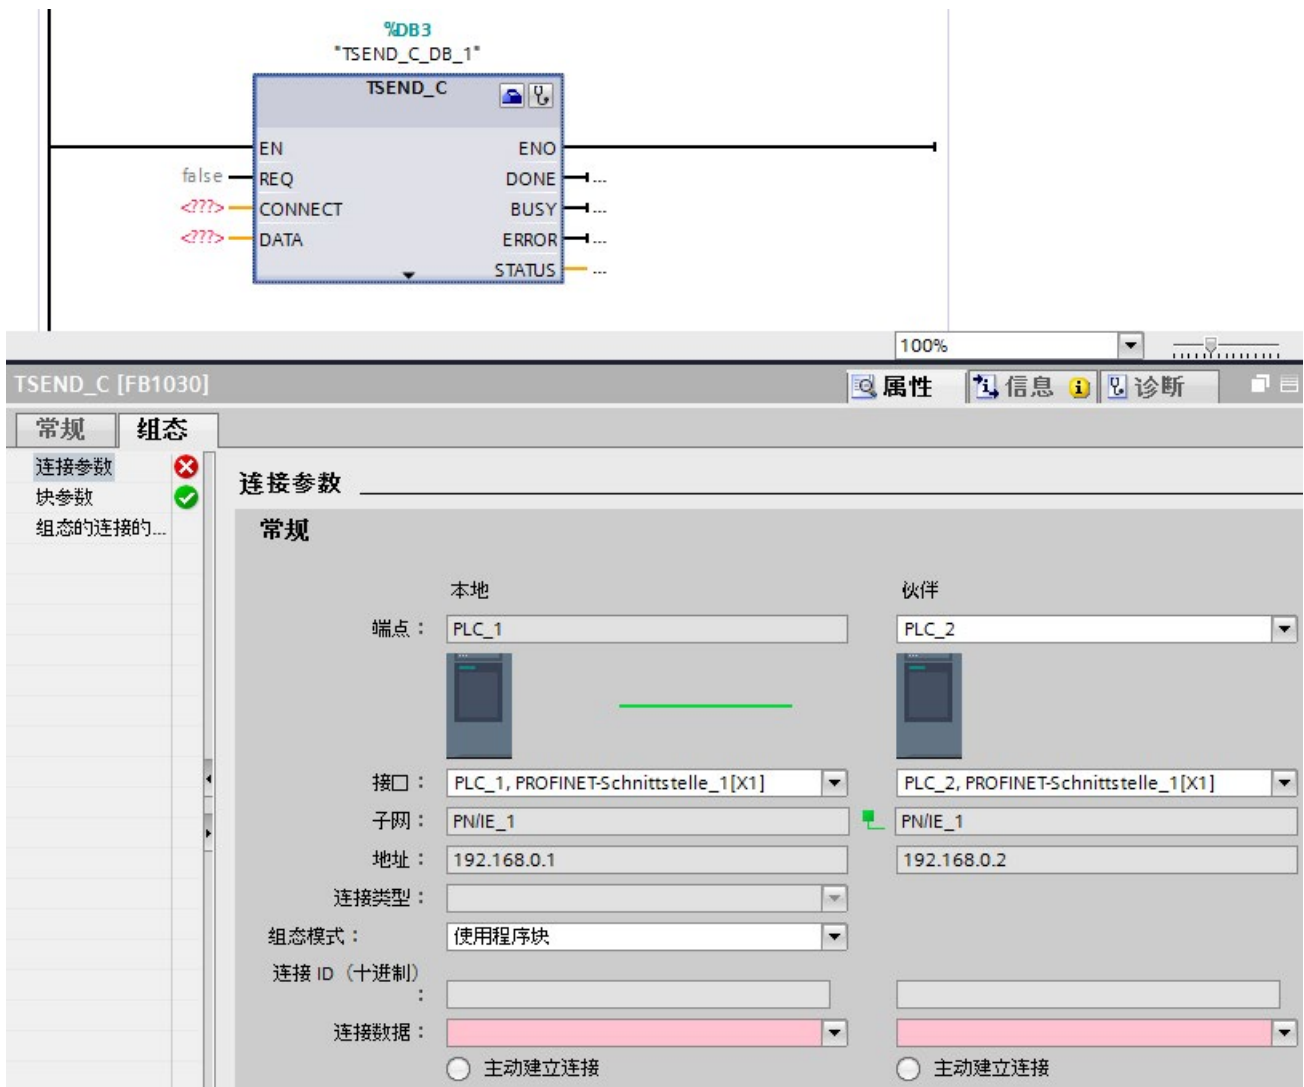 %DB3
"TSEND_C_DB_1"
TSEND_C
EN ENO
false REQ DONE ...
<???> CONNECT BUSY ...
<???> DATA ERROR ...
STATUS ...
100%
TSEND_C [FB1030] 属性 信息 诊断
常规 组态
连接参数
块参数
组态的连接的...
连接参数
常规
本地 伙伴
端点： PLC_1 PLC_2
接口： PLC_1, PROFINET-Schnittstelle_1[X1] PLC_2, PROFINET-Schnittstelle_1[X1]
子网： PN/IE_1 PN/IE_1
地址： 192.168.0.1 192.168.0.2
连接类型：
组态模式： 使用程序块
连接 ID（十进制）
：
连接数据：
主动建立连接 主动建立连接